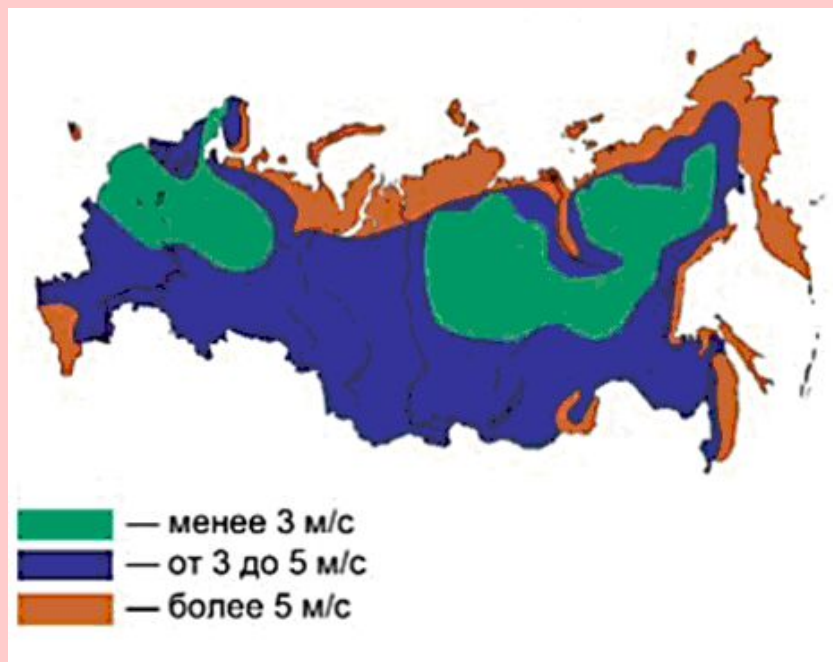 — менее 3 м/с
— от 3 до 5 м/с
— более 5 м/с